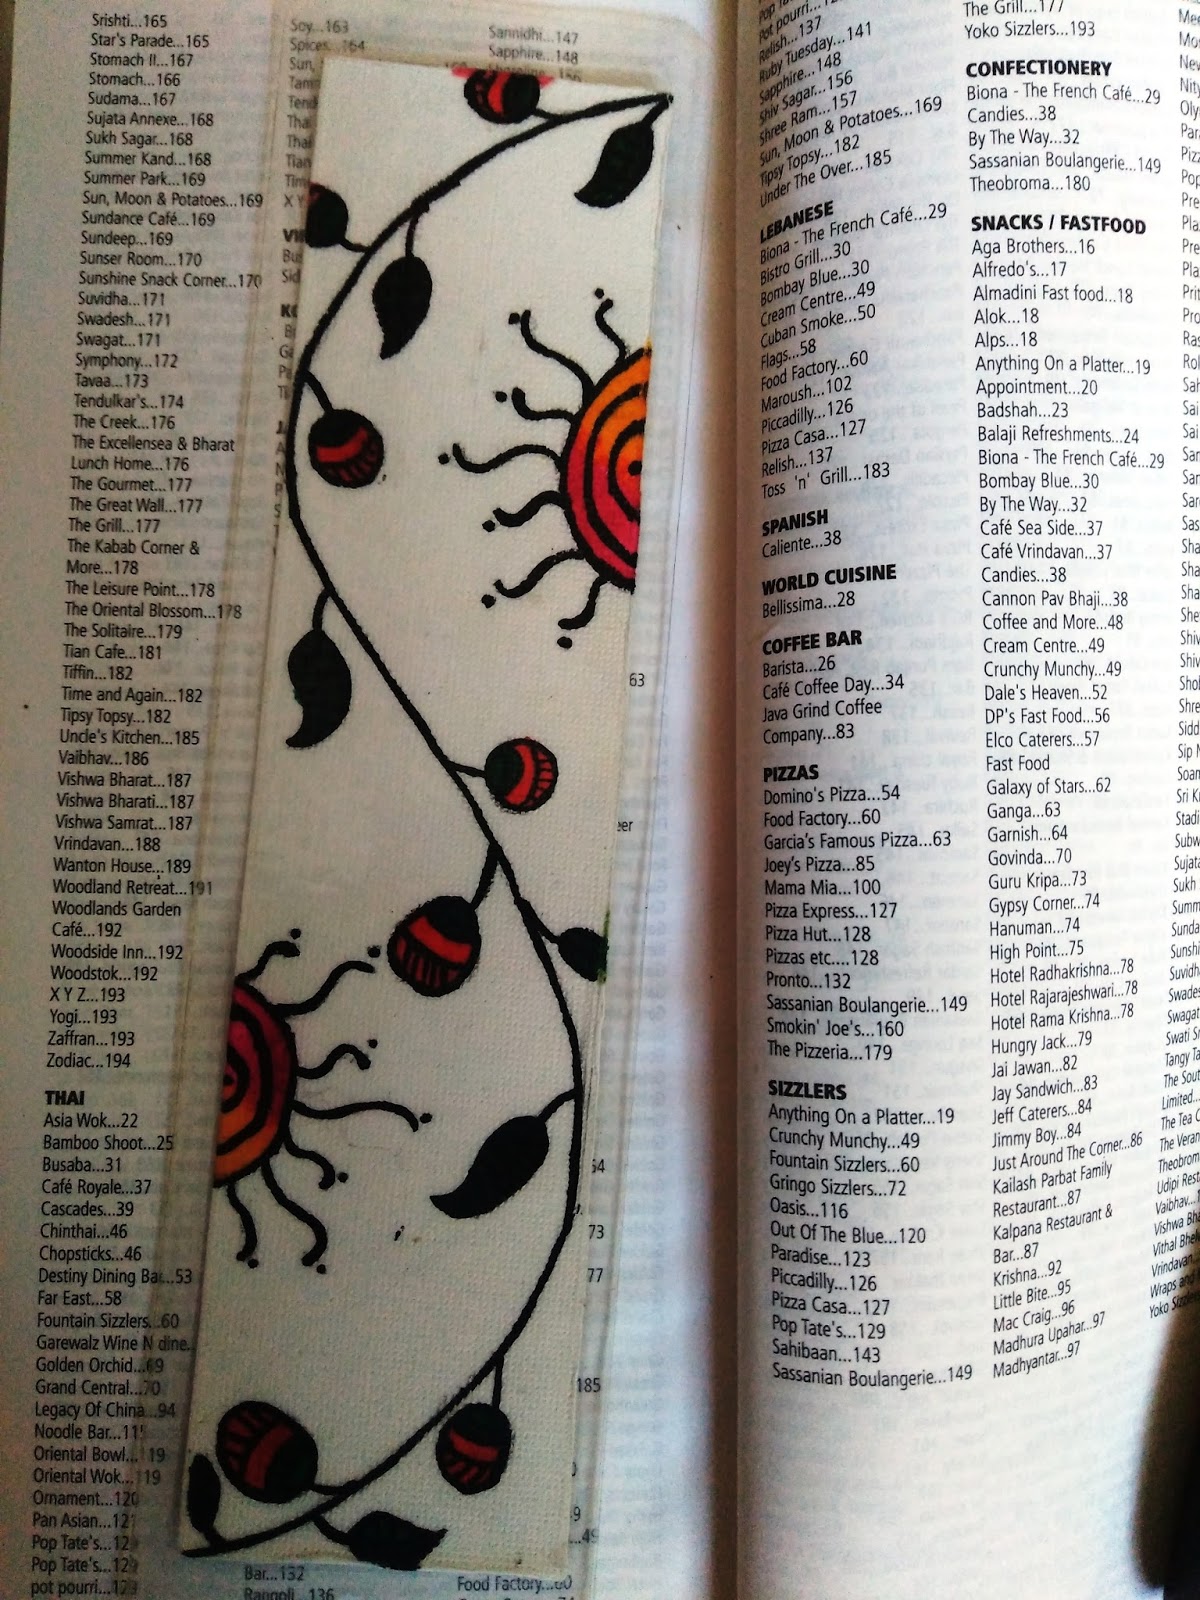 Srishti...165
Star's Parade...165
Stomach II...167
Stomach...166
Sudama...167
Sujata Annexe...168
Sukh Sagar...168
Summer Kand...168
Summer Park...169
Sun, Moon & Potatoes...169
Sundance Café...169
Sundeep...169
Sunser Room...170
Sunshine Snack Corner...170
Suvidha...171
Swadesh...171
Swagat...171
Symphony...172
Tavaa...173
Tendulkar's...174
The Creek...176
The Excellensea & Bharat
Lunch Home...176
The Gourmet...177
The Great Wall...177
The Grill...177
The Kabab Corner &
More...178
The Leisure Point...178
The Oriental Blossom...178
The Solitaire...179
Tian Cafe...181
Tiffin...182
Time and Again...182
Tipsy Topsy...182
Uncle's Kitchen...185
Vaibhav...186
Vishwa Bharat...187
Vishwa Bharati...187
Vishwa Samrat...187
Vrindavan...188
Wanton House...189
Woodland Retreat...191
Woodlands Garden
Café...192
Woodside Inn...192
Woodstok...192
X Y Z...193
Yogi...193
Zaffran...193
Zodiac...194
THAI
Asia Wok...22
Bamboo Shoot...25
Busaba...31
Café Royale...37
Cascades...39
Chinthai...46
Chopsticks...46
Destiny Dining Bar...53
Far East...58
Fountain Sizzlers...60
Garewalz Wine N dine...
Golden Orchid...69
Grand Central...70
Legacy Of China...94
Noodle Bar...11
Oriental Bowl...119
Oriental Wok...119
Ornament...120
Pan Asian...12
Pop Tate's...12
Pop Tate's...12
pot pourri...12
Soy...163
Spices...164
Sun,
Bar...132
Rangoli...136
Sannidhi...147
Sapphire...148
63
eer
54
73
77
185
Food Factory...60
pot pourri...
Relish...137
Ruby Tuesday...141
Sapphire...148
Shiv Sagar...156
Shree Ram...157
Sun, Moon & Potatoes...169
Tipsy Topsy...182
Under The Over...185
LEBANESE
Biona - The French Café...29
Bistro Grill...30
Bombay Blue...30
Cream Centre...49
Cuban Smoke...50
Flags...58
Food Factory...60
Maroush...102
Piccadilly...126
Pizza Casa...127
Relish...137
Toss 'n' Grill...183
SPANISH
Caliente...38
WORLD CUISINE
Bellissima...28
COFFEE BAR
Barista...26
Café Coffee Day...34
Java Grind Coffee
Company...83
PIZZAS
Domino's Pizza...54
Food Factory...60
Garcia's Famous Pizza...63
Joey's Pizza...85
Mama Mia...100
Pizza Express...127
Pizza Hut...128
Pizzas etc....128
Pronto...132
Sassanian Boulangerie...149
Smokin' Joe's...160
The Pizzeria...179
SIZZLERS
Anything On a Platter...19
Crunchy Munchy...49
Fountain Sizzlers...60
Gringo Sizzlers...72
Oasis...116
Out Of The Blue...120
Paradise...123
Piccadilly...126
Pizza Casa...127
Pop Tate's...129
Sahibaan...143
Sassanian Boulangerie...149
The Grill...177
Yoko Sizzlers...193
CONFECTIONERY
Biona - The French Café...29
Candies...38
By The Way...32
Sassanian Boulangerie...149
Theobroma...180
SNACKS / FASTFOOD
Aga Brothers...16
Alfredo's...17
Almadini Fast food...18
Alok...18
Alps...18
Anything On a Platter...19
Appointment...20
Badshah...23
Balaji Refreshments...24
Biona - The French Café...29
Bombay Blue...30
By The Way...32
Café Sea Side...37
Café Vrindavan...37
Candies...38
Cannon Pav Bhaji...38
Coffee and More...48
Cream Centre...49
Crunchy Munchy...49
Dale's Heaven...52
DP's Fast Food...56
Elco Caterers...57
Fast Food
Galaxy of Stars...62
Ganga...63
Garnish...64
Govinda...70
Guru Kripa...73
Gypsy Corner...74
Hanuman...74
High Point...75
Hotel Radhakrishna...78
Hotel Rajarajeshwari...78
Hotel Rama Krishna...78
Hungry Jack...79
Jai Jawan...82
Jay Sandwich...83
Jeff Caterers...84
Jimmy Boy...84
Just Around The Corner...86
Kailash Parbat Family
Restaurant...87
Kalpana Restaurant &
Bar...87
Krishna...92
Little Bite...95
Mac Craig...96
Madhura Upahar...97
Madhyantar...97